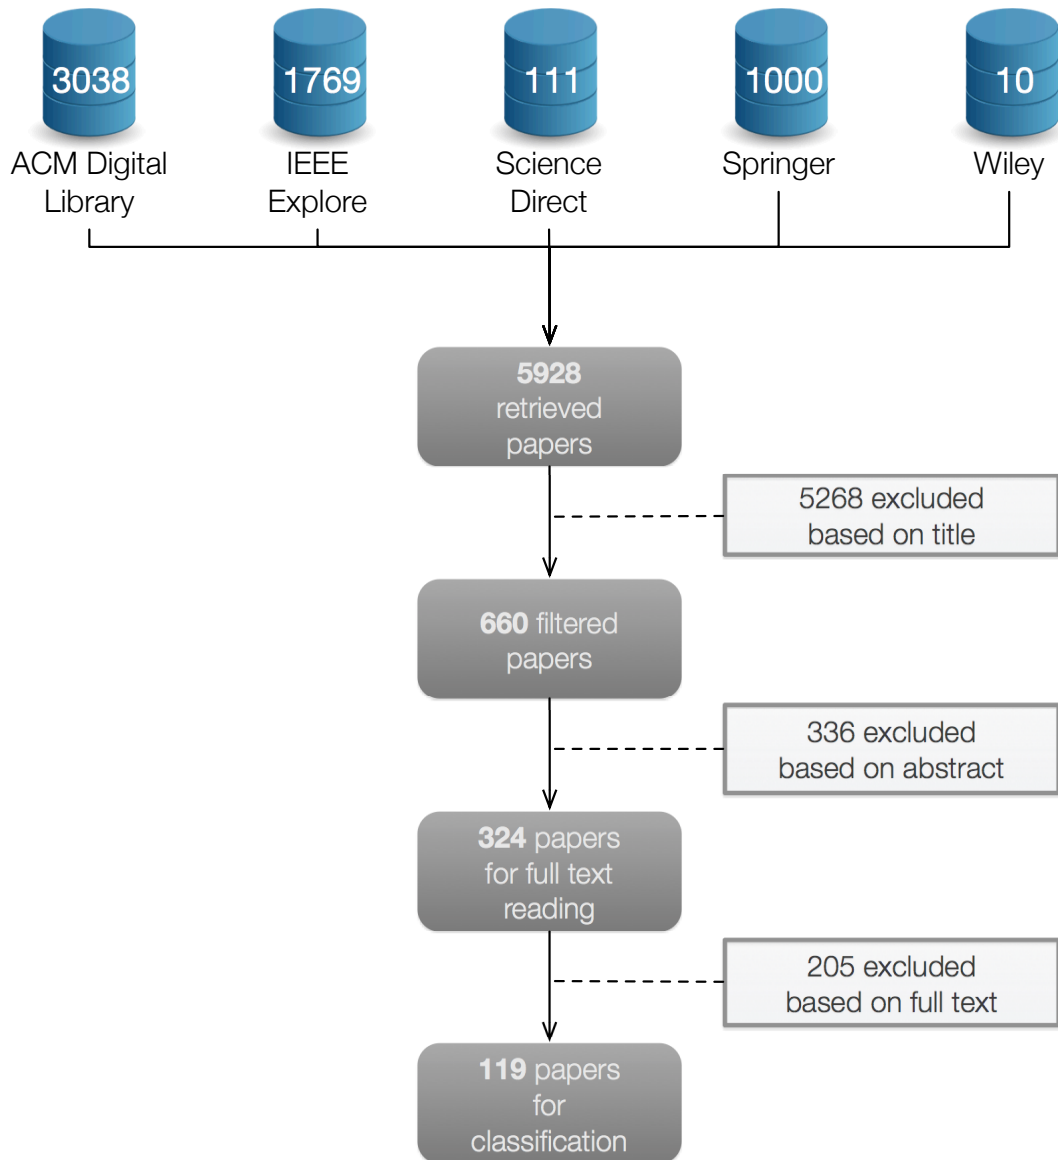 3038
1769
111
1000
10
ACM Digital
Library
IEEE
Explore
Science
Direct
Springer
Wiley
5928
retrieved
papers
5268 excluded
based on title
660 filtered
papers
336 excluded
based on abstract
324 papers
for full text
reading
205 excluded
based on full text
119 papers
for
classification